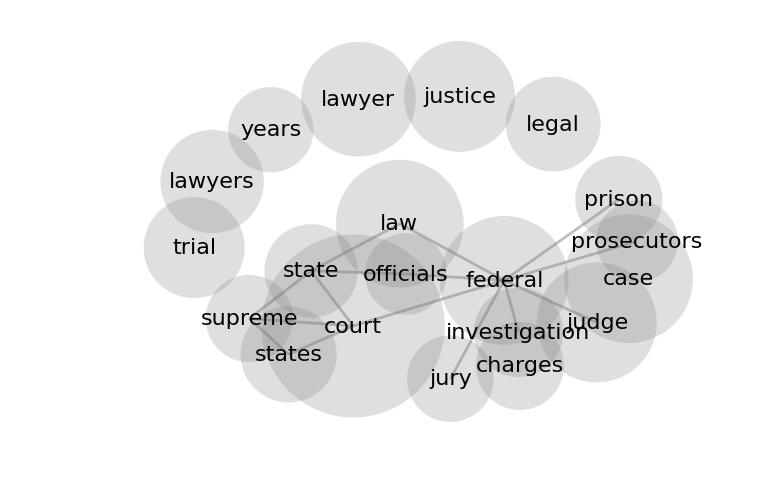 lawyer
justice
years
legal
lawyers
prison
law
prosecutors
trial
state
officials
federal
case
supreme
court
investigation
judge
states
charges
jury